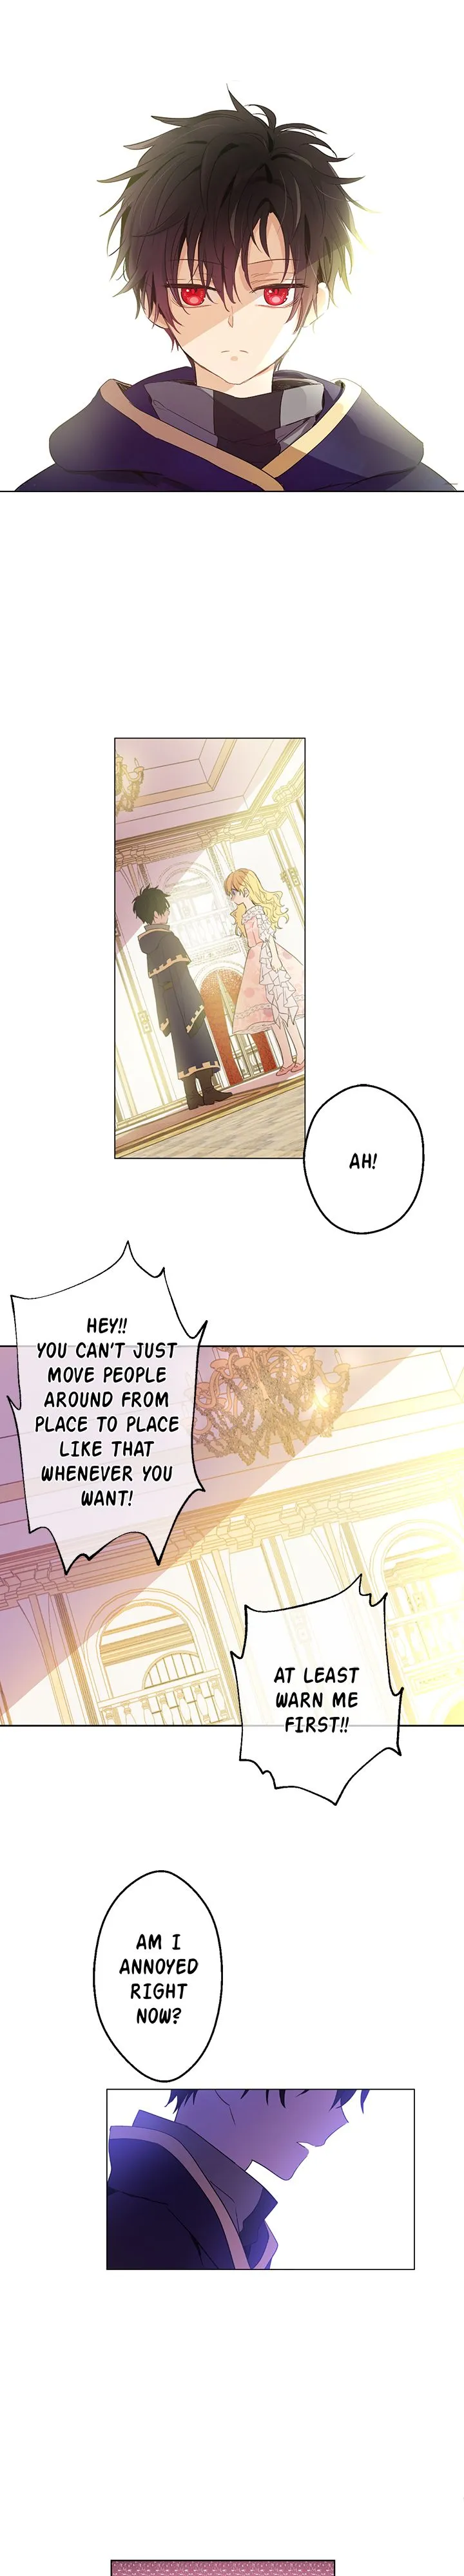 AH!
HEY!!
YOU CAN'T JUST
MOVE PEOPLE
AROUND FROM
PLACE TO PLACE
LIKE THAT
WHENEVER YOU
WANT!
AT LEAST
WARN ME
FIRST!!
AM I
ANNOYED
RIGHT
NOW?